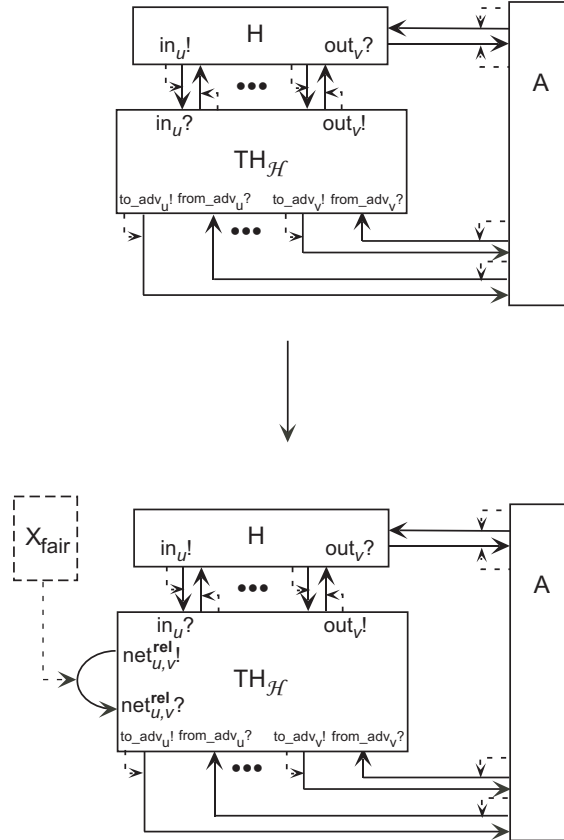 H
in_u! out_v?
A
in_u? out_v!
TH_ℋ
to_adv_u! from_adv_u? to_adv_v! from_adv_v?
X_fair
H
in_u! out_v?
A
in_u? out_v!
net^rel_u,v!
TH_ℋ
net^rel_u,v?
to_adv_u! from_adv_u? to_adv_v! from_adv_v?